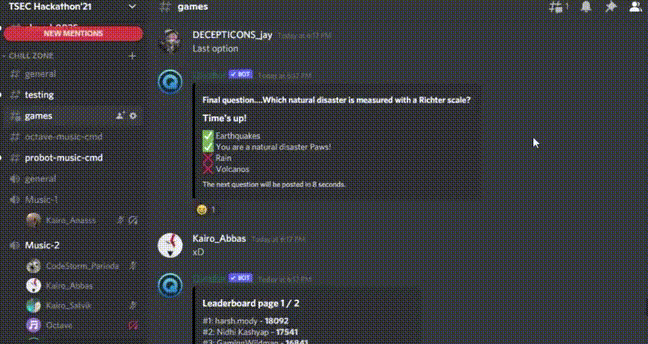 TSEC Hackathon'21
NEW MENTIONS
CHILL ZONE
general
testing
games
octave-music-cmd
probot-music-cmd
general
Music-1
Kairo_Anasss
Music-2
CodeStorm_Parioda
Kairo_Abbas
Kairo_Satvik
Octave
# games
1
DECEPTICONS_jay Today at 6:12 PM
Last option
BOT Today at 6:12 PM
Final question....Which natural disaster is measured with a Richter scale?
Time's up!
Earthquakes
You are a natural disaster Paws!
Rain
Volcanos
The next question will be posted in 8 seconds.
1
Kairo_Abbas Today at 6:12 PM
xD
BOT Today at 6:12 PM
Leaderboard page 1 / 2
#1: harsh.mody - 18092
#2: Nidhi Kashyap - 17541
#3: GamingWildman - 16841